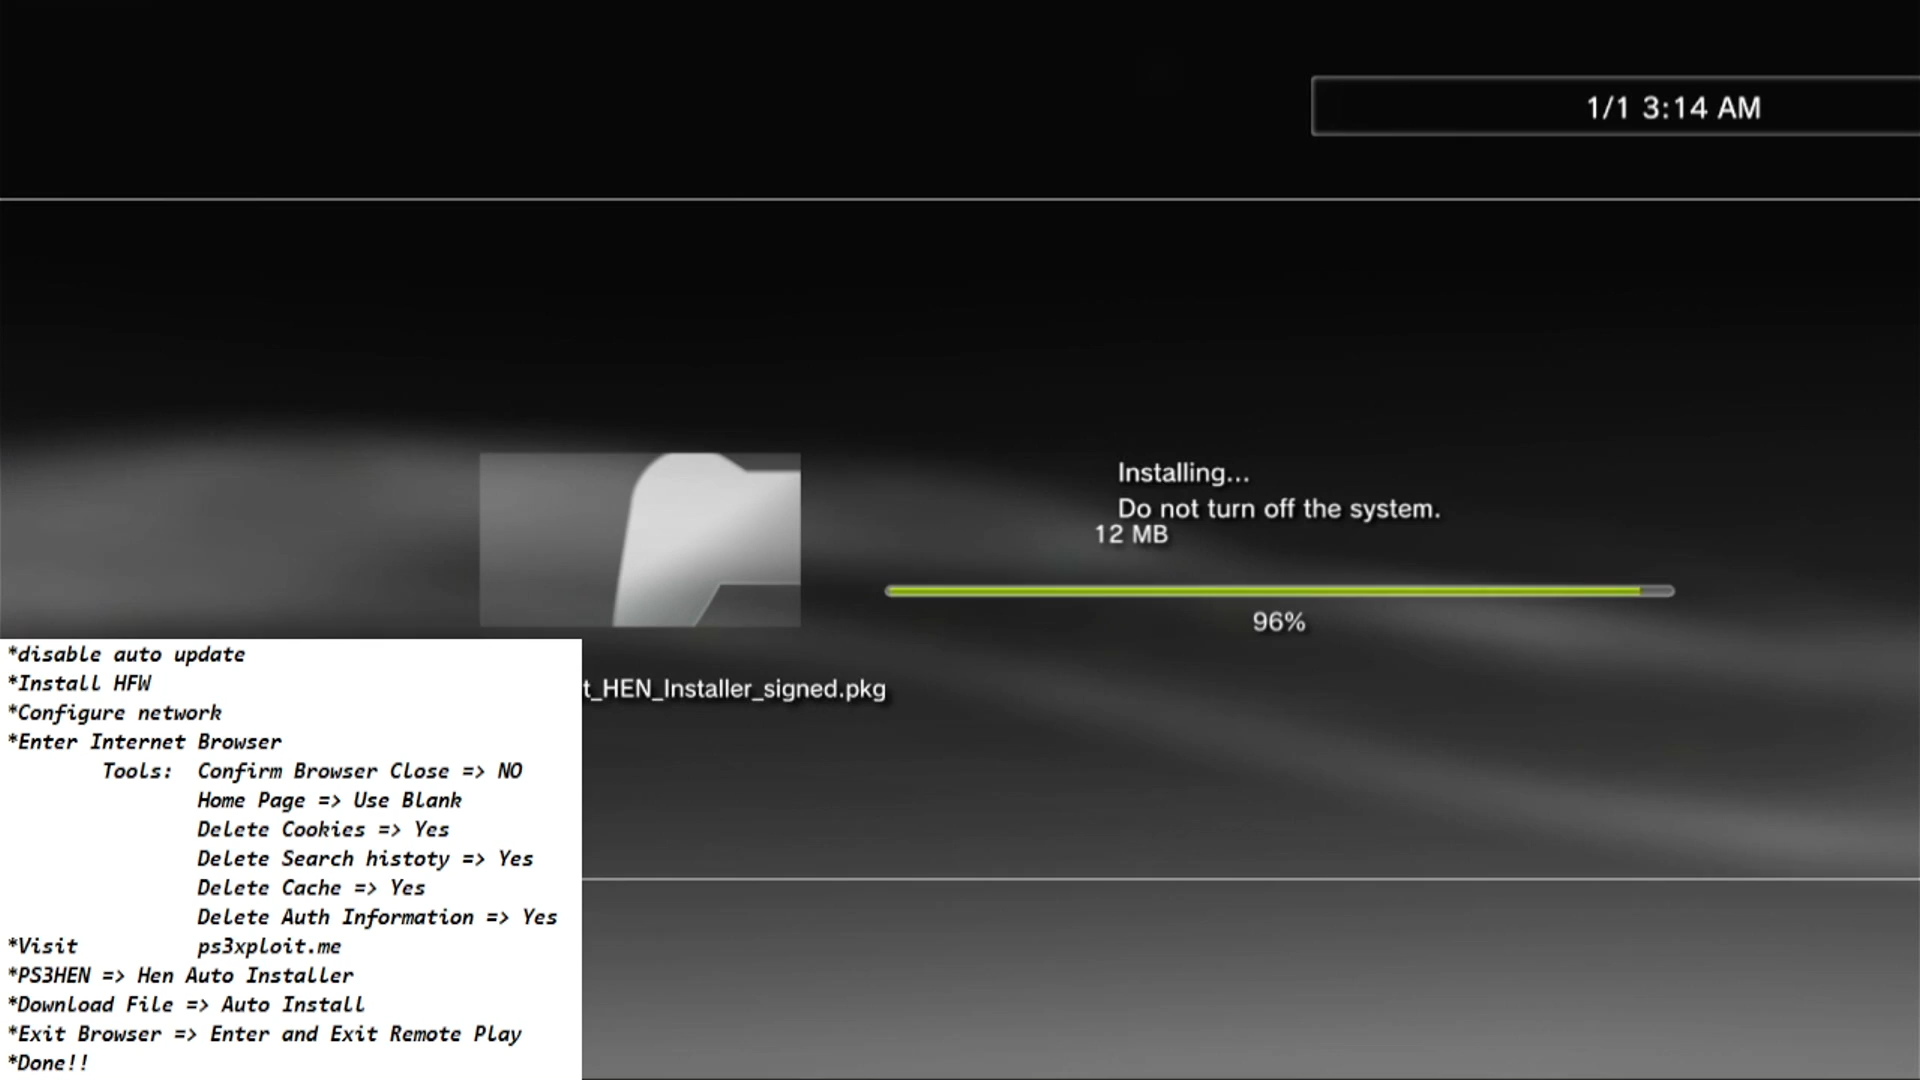 1/1 3:14 AM
Installing...
Do not turn off the system.
12 MB
96%
t_HEN_Installer_signed.pkg
*disable auto update
*Install HFW
*Configure network
*Enter Internet Browser
Tools: Confirm Browser Close => NO
Home Page => Use Blank
Delete Cookies => Yes
Delete Search histoty => Yes
Delete Cache => Yes
Delete Auth Information => Yes
*Visit ps3xploit.me
*PS3HEN => Hen Auto Installer
*Download File => Auto Install
*Exit Browser => Enter and Exit Remote Play
*Done!!